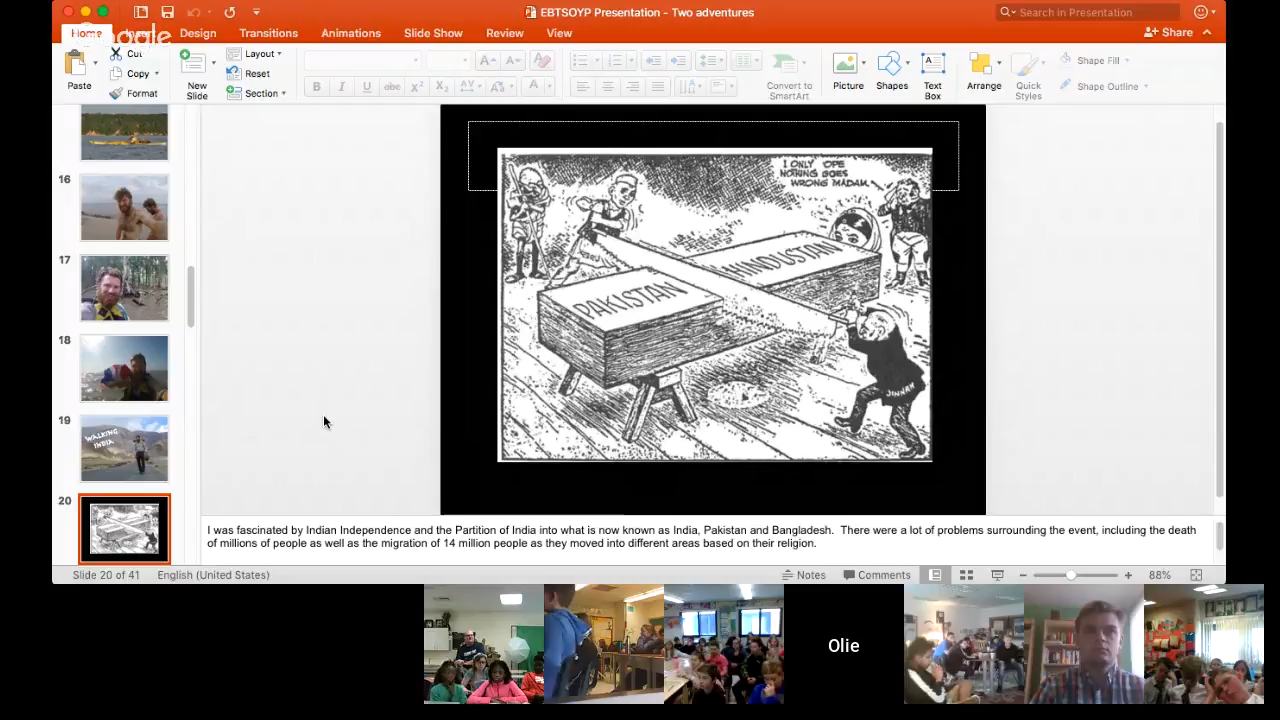 EBTSOYP Presentation - Two adventures
Search in Presentation
Google
Home Insert Design Transitions Animations Slide Show Review View
Share
Paste
Cut
Copy
Format
New
Slide
Layout
Reset
Section
B I U abc X² X₂ AV Aa A
Convert to
SmartArt
Picture
Shapes
Text
Box
Arrange
Quick
Styles
Shape Fill
Shape Outline
16
17
18
19
WALKING
INDIA
20
I ONLY 'OPE
NOTHING GOES
WRONG MADAM.
PAKISTAN
HINDUSTAN
JINNAH
I was fascinated by Indian Independence and the Partition of India into what is now known as India, Pakistan and Bangladesh. There were a lot of problems surrounding the event, including the death
of millions of people as well as the migration of 14 million people as they moved into different areas based on their religion.
Slide 20 of 41 English (United States) Notes Comments 88%
Olie